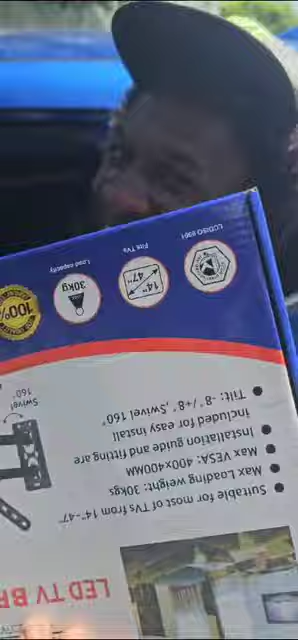 LED TV BR
Suitable for most of TVs from 14"-47"
Max Loading weight: 30kgs
Max VESA: 400x400MM
Installation guide and fitting are
included for easy install
Tilt: -8°/+8°, Swivel 160°
Swivel
160°
14"
47"
Fits TVs
30kg
Load capacity
100%